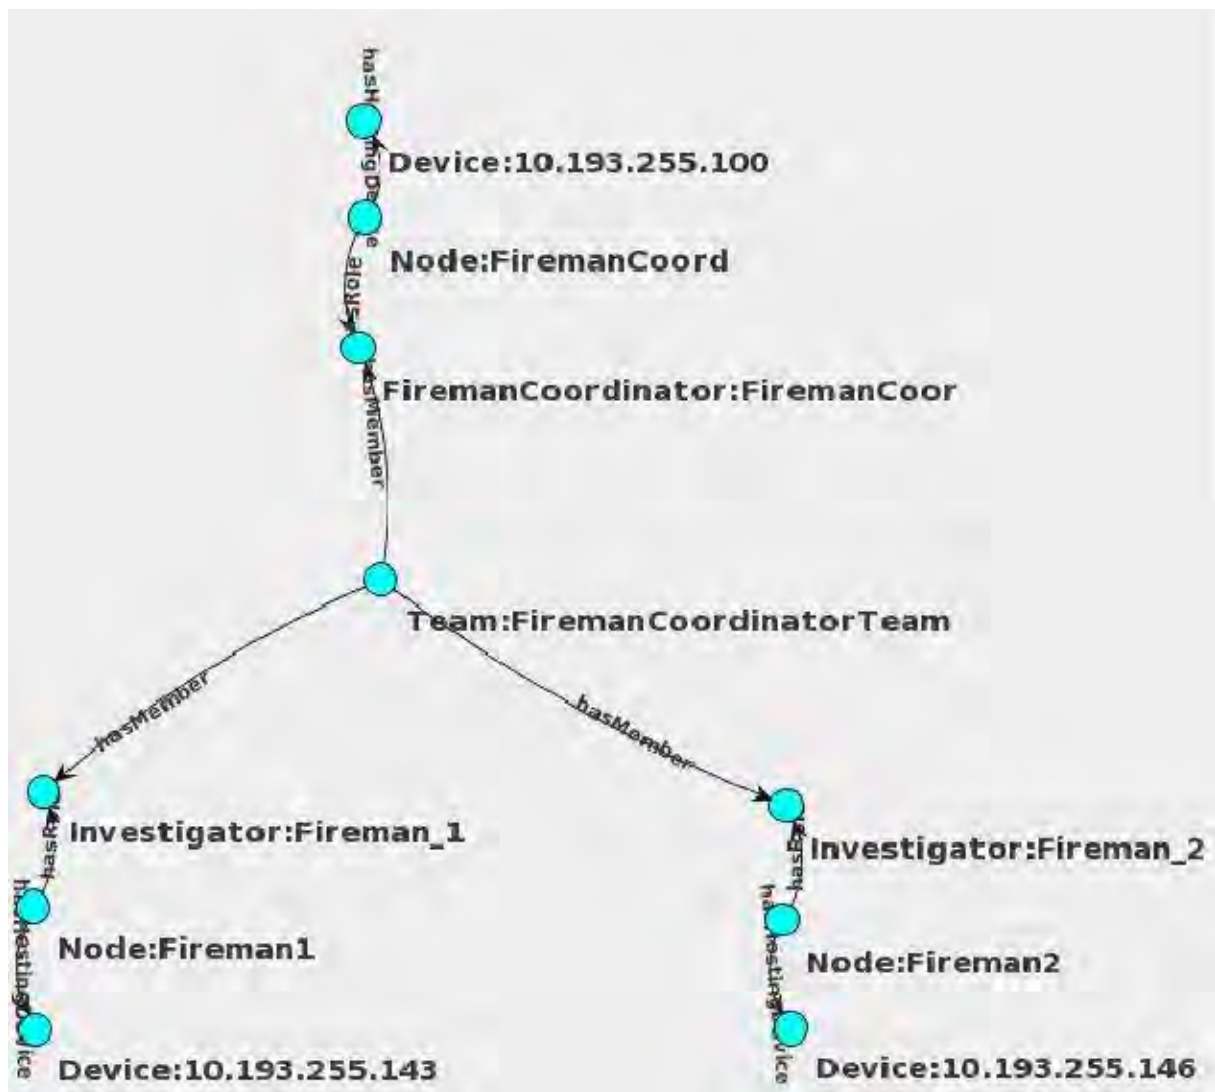 Device:10.193.255.100
Node:FiremanCoord
FiremanCoordinator:FiremanCoor
hasMember
Team:FiremanCoordinatorTeam
hasMember
hasMember
Investigator:Fireman_1
Investigator:Fireman_2
Node:Fireman1
Node:Fireman2
Device:10.193.255.143
Device:10.193.255.146